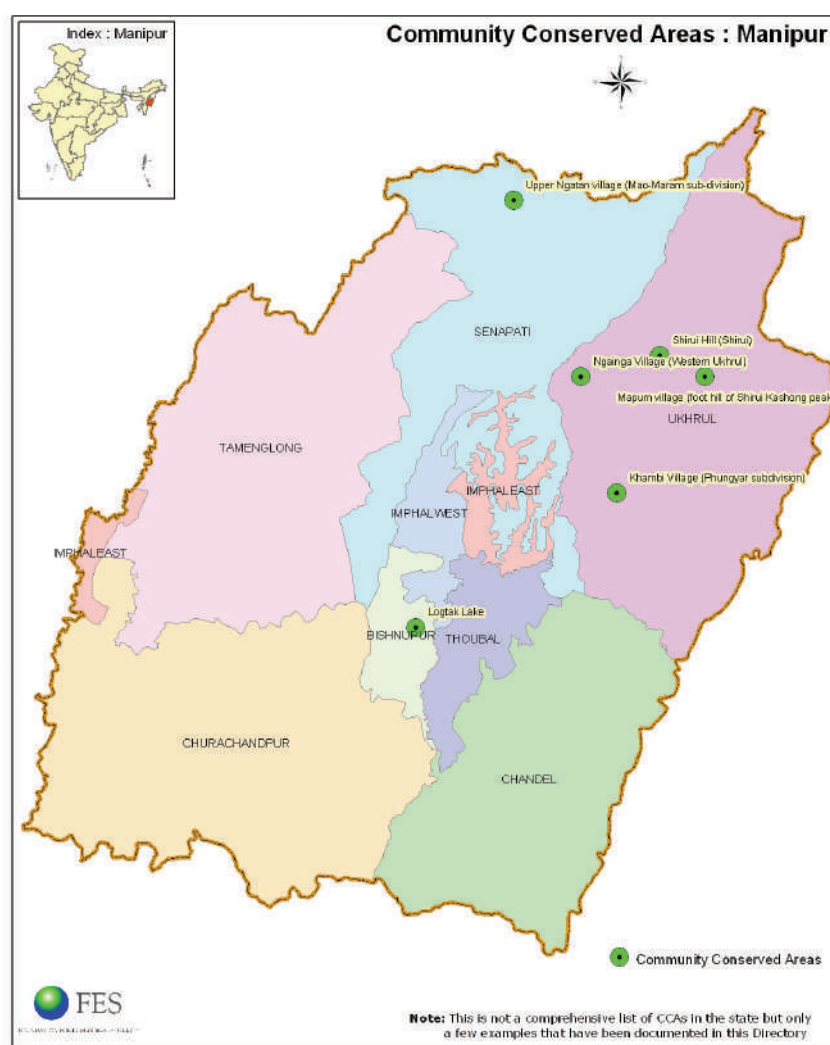 Index : Manipur
Community Conserved Areas : Manipur
Upper Ngatan village (Mao-Maram sub-division)
SENAPATI
Shirui Hill (Shirui)
Ngainga Village (Western Ukhrul)
Mapum village (foot hill of Shirui Kashong peak
UKHRUL
TAMENGLONG
Khambi Village (Phungyar subdivision)
IMPHALEAST
IMPHALWEST
IMPHALEAST
Logtak Lake
BISHNUPUR
THOUBAL
CHURACHANDPUR
CHANDEL
Community Conserved Areas
FES
Note: This is not a comprehensive list of CCAs in the state but only
a few examples that have been documented in this Directory